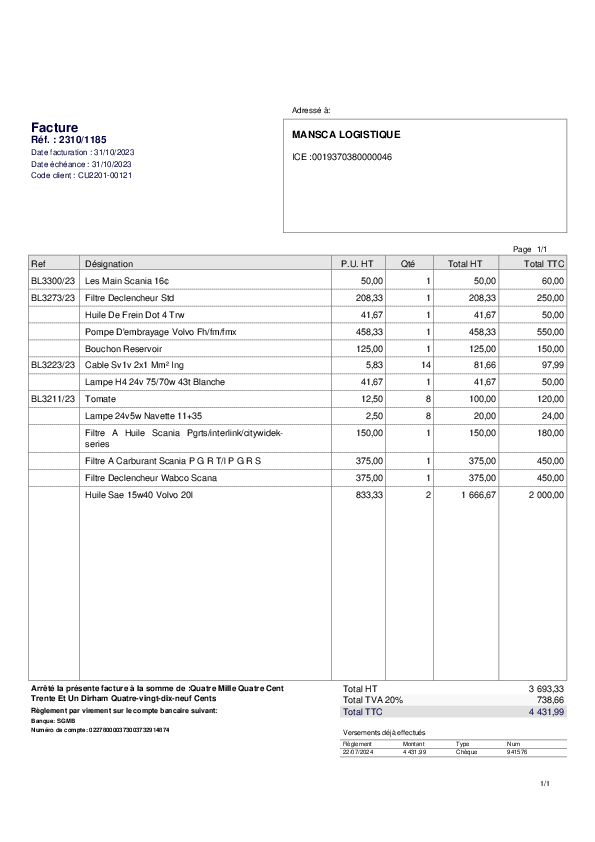 Adressé à:
Facture
Réf. : 2310/1185
Date facturation : 31/10/2023
Date échéance : 31/10/2023
Code client : CU2201-00121
MANSCA LOGISTIQUE
ICE :0019370380000046
Page 1/1
Ref Désignation P.U. HT Qté Total HT Total TTC
BL3300/23 Les Main Scania 16¢ 50,00 1 50,00 60,00
BL3273/23 Filtre Declencheur Std 208,33 1 208,33 250,00
Huile De Frein Dot 4 Trw 41,67 1 41,67 50,00
Pompe D'embrayage Volvo Fh/fm/fmx 458,33 1 458,33 550,00
Bouchon Reservoir 125,00 1 125,00 150,00
BL3223/23 Cable Sv1v 2x1 Mm² Ing 5,83 14 81,66 97,99
Lampe H4 24v 75/70w 43t Blanche 41,67 1 41,67 50,00
BL3211/23 Tomate 12,50 8 100,00 120,00
Lampe 24v5w Navette 11+35 2,50 8 20,00 24,00
Filtre A Huile Scania Pgrts/interlink/citywidek- 150,00 1 150,00 180,00
series
Filtre A Carburant Scania P G R T/I P G R S 375,00 1 375,00 450,00
Filtre Declencheur Wabco Scana 375,00 1 375,00 450,00
Huile Sae 15w40 Volvo 20l 833,33 2 1 666,67 2 000,00
Arrêté la présente facture à la somme de :Quatre Mille Quatre Cent
Trente Et Un Dirham Quatre-vingt-dix-neuf Cents
Règlement par virement sur le compte bancaire suivant:
Banque: SGMB
Numéro de compte: 022780000373003732914874
Total HT 3 693,33
Total TVA 20% 738,66
Total TTC 4 431,99
Versements déjà effectués
Règlement Montant Type Num
22/07/2024 4 431,99 Chèque 941576
1/1